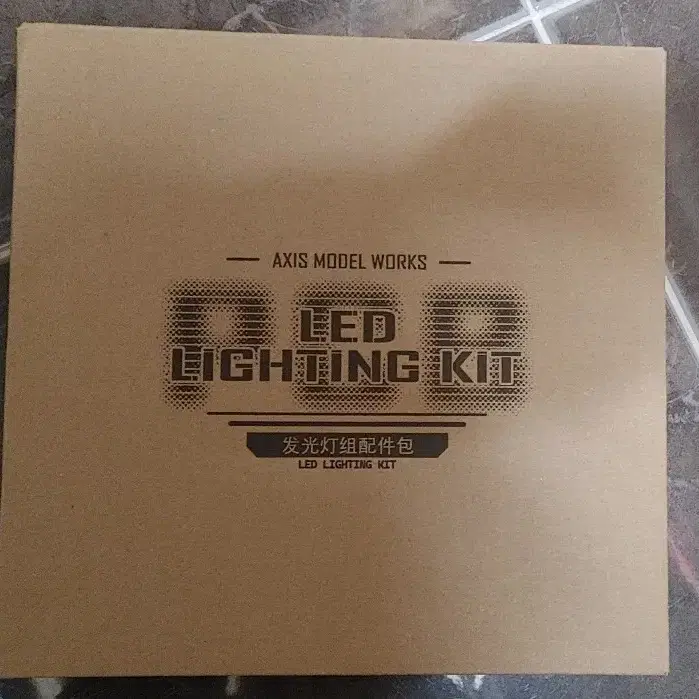 AXIS MODEL WORKS
LED
LIGHTING KIT
发光灯组配件包
LED LIGHTING KIT